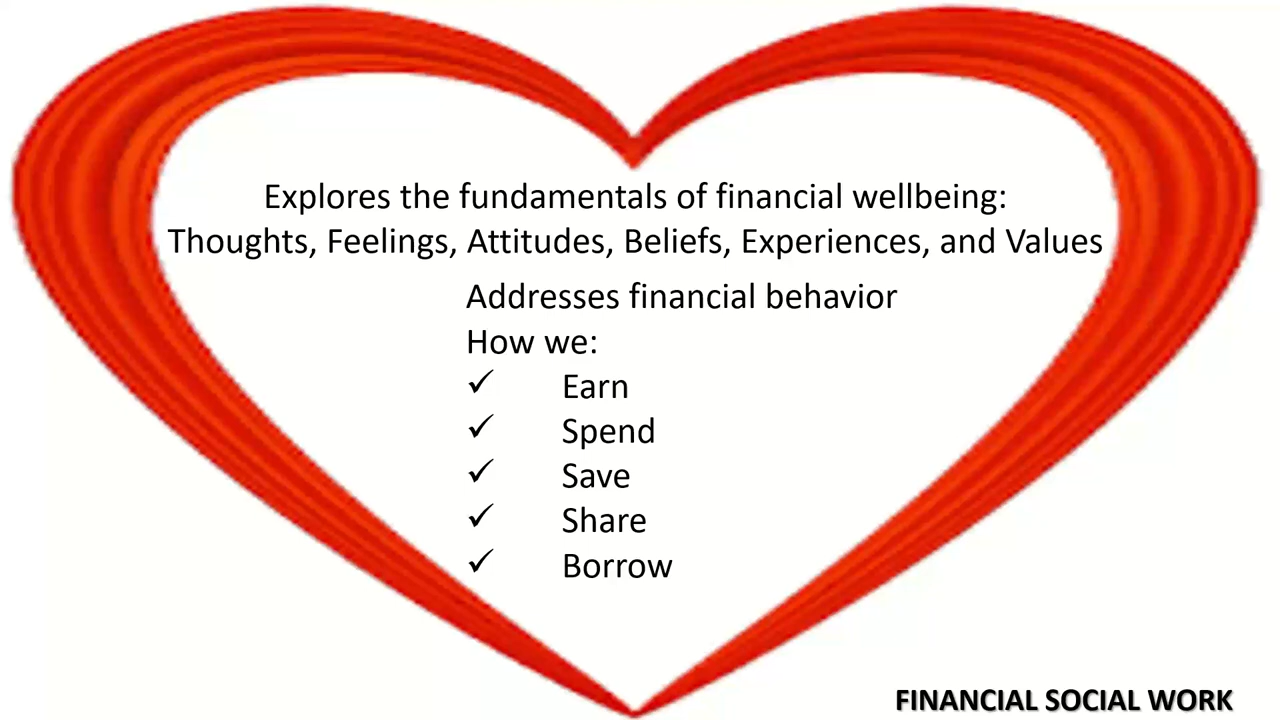 Explores the fundamentals of financial wellbeing:
Thoughts, Feelings, Attitudes, Beliefs, Experiences, and Values
Addresses financial behavior
How we:
✓ Earn
✓ Spend
✓ Save
✓ Share
✓ Borrow
FINANCIAL SOCIAL WORK